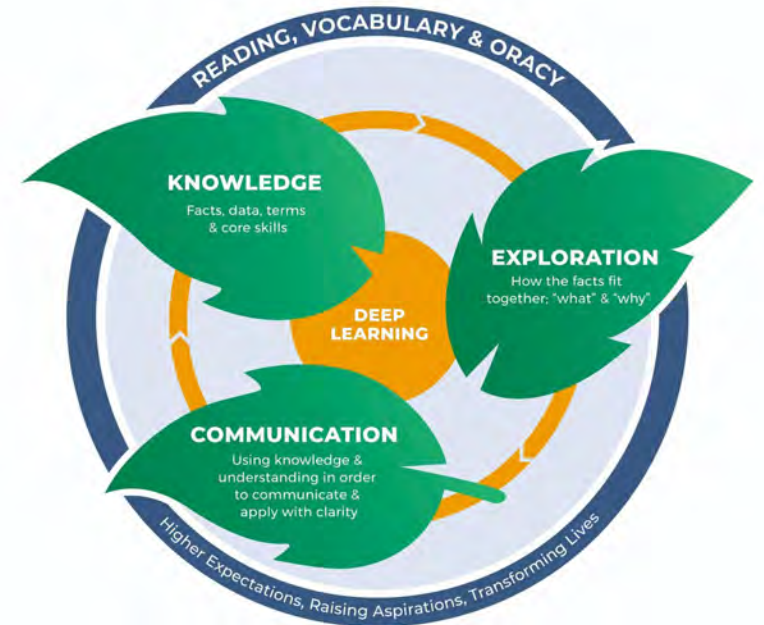 READING, VOCABULARY & ORACY
KNOWLEDGE
Facts, data, terms
& core skills
EXPLORATION
How the facts fit
together; "what" & "why"
DEEP
LEARNING
COMMUNICATION
Using knowledge &
understanding in order
to communicate &
apply with clarity
Higher Expectations, Raising Aspirations, Transforming Lives